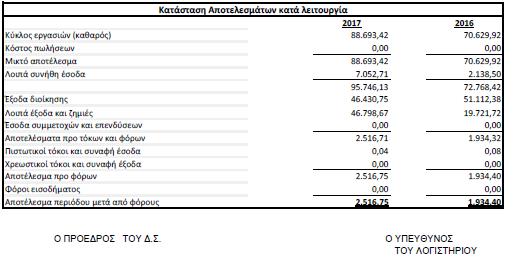 Κατάσταση Αποτελεσμάτων κατά λειτουργία
2017 2016
Κύκλος εργασιών (καθαρός) 88.693,42 70.629,92
Κόστος πωλήσεων 0,00 0,00
Μικτό αποτέλεσμα 88.693,42 70.629,92
Λοιπά συνήθη έσοδα 7.052,71 2.138,50
95.746,13 72.768,42
Έξοδα διοίκησης 46.430,75 51.112,38
Λοιπά έξοδα και ζημιές 46.798,67 19.721,72
Έσοδα συμμετοχών και επενδύσεων 0,00 0,00
Αποτελέσματα προ τόκων και φόρων 2.516,71 1.934,32
Πιστωτικοί τόκοι και συναφή έσοδα 0,04 0,08
Χρεωστικοί τόκοι και συναφή έξοδα 0,00 0,00
Αποτέλεσμα προ φόρων 2.516,75 1.934,40
Φόροι εισοδήματος 0,00 0,00
Αποτέλεσμα περιόδου μετά από φόρους 2.516,75 1.934,40
Ο ΠΡΟΕΔΡΟΣ ΤΟΥ Δ.Σ. Ο ΥΠΕΥΘΥΝΟΣ
ΤΟΥ ΛΟΓΙΣΤΗΡΙΟΥ